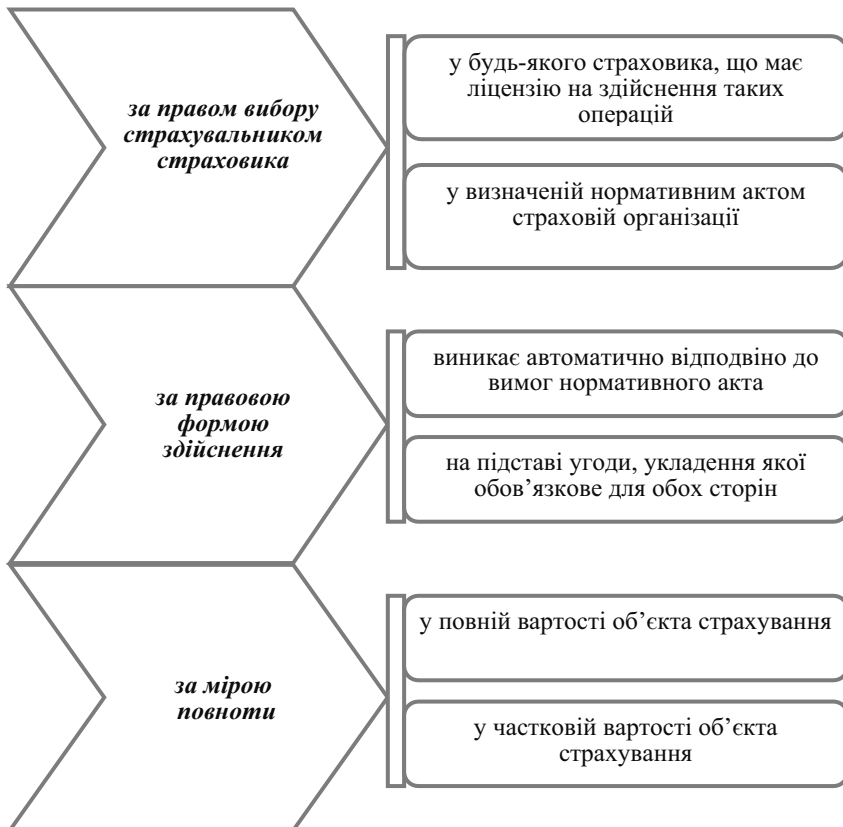 за правом вибору
страхувальником
страховика
у будь-якого страховика, що має
ліцензію на здійснення таких
операцій
у визначеній нормативним актом
страховій організації
за правовою
формою
здійснення
виникає автоматично відподвіно до
вимог нормативного акта
на підставі угоди, укладення якої
обов’язкове для обох сторін
за мірою
повноти
у повній вартості об’єкта страхування
у частковій вартості об’єкта
страхування